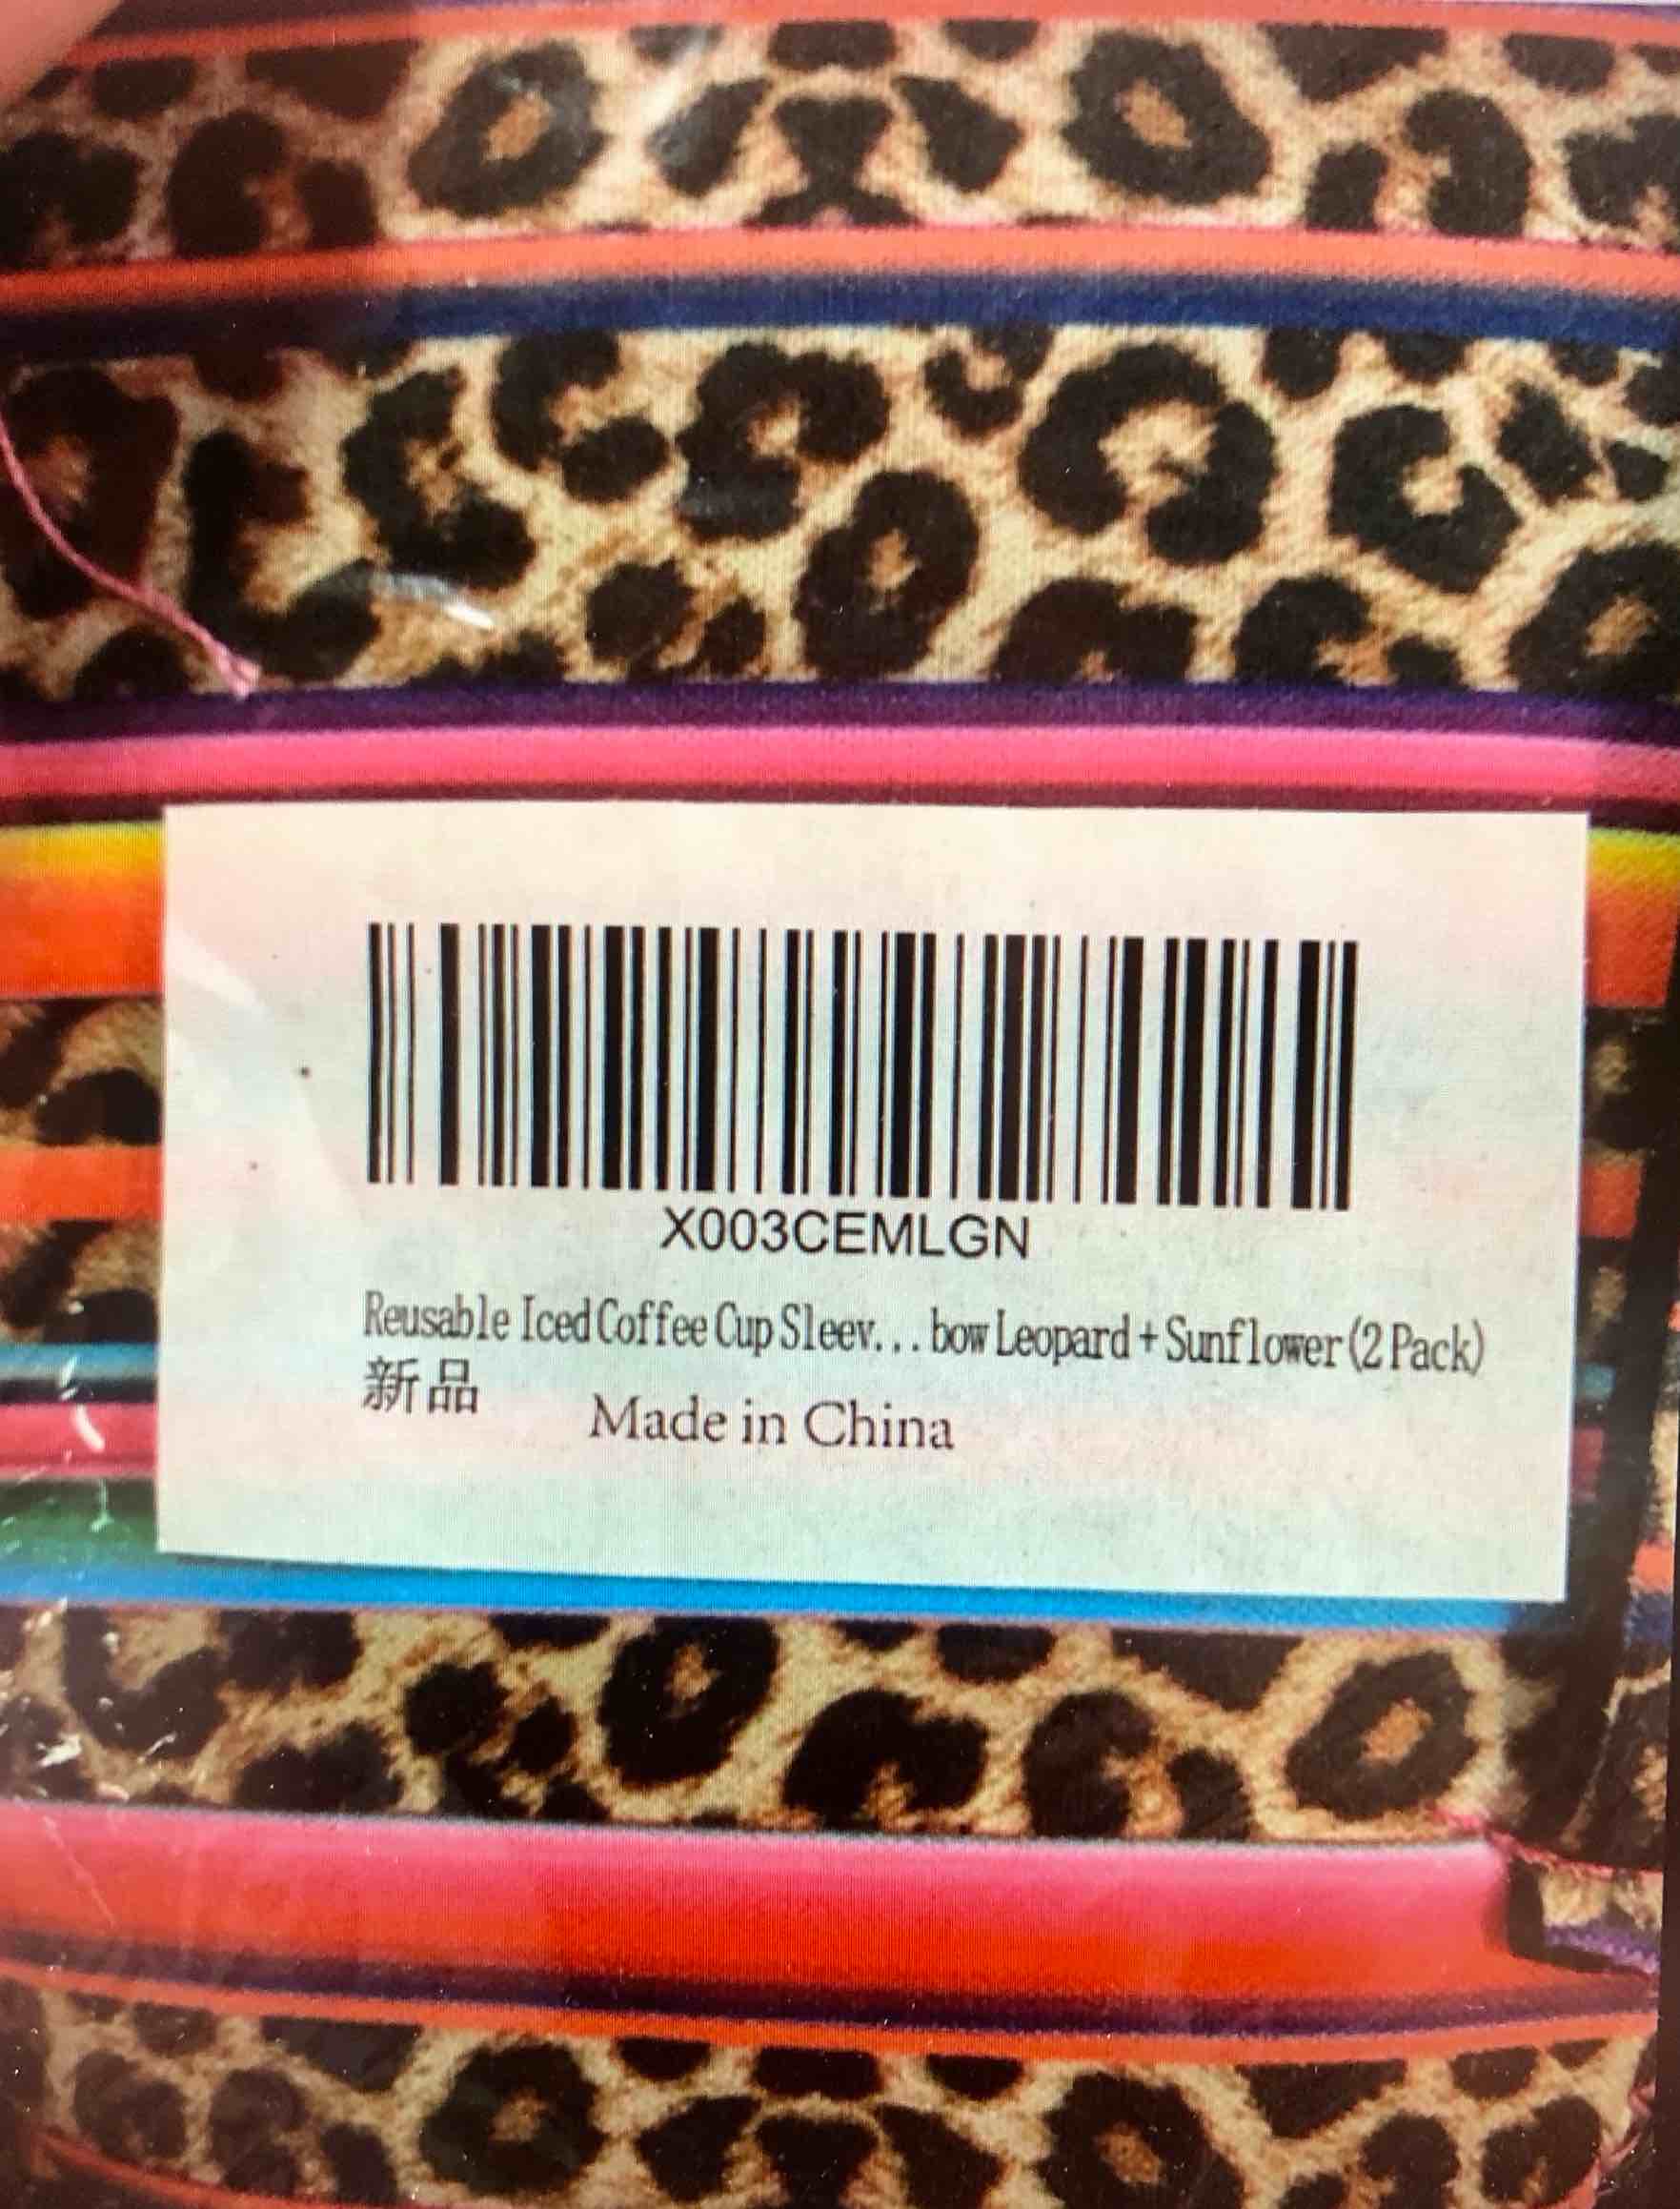 X003CEMLGN
Reusable Iced Coffee Cup Sleev... bow Leopard + Sunflower (2 Pack)
新品
Made in China